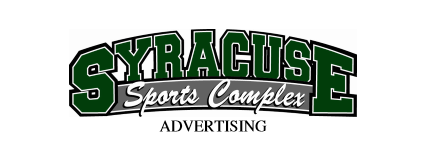 SYRACUSE
Sports Complex
ADVERTISING